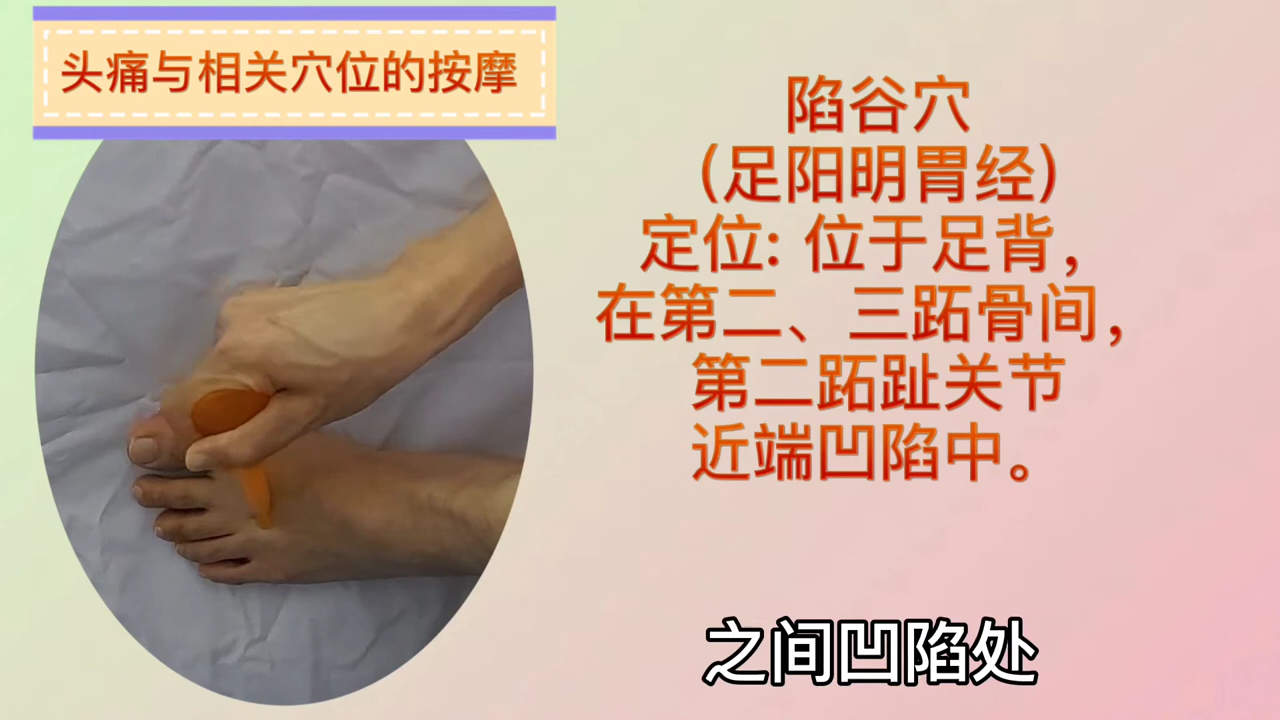 头痛与相关穴位的按摩
陷谷穴
（足阳明胃经）
定位：位于足背，
在第二、三跖骨间，
第二跖趾关节
近端凹陷中。
之间凹陷处